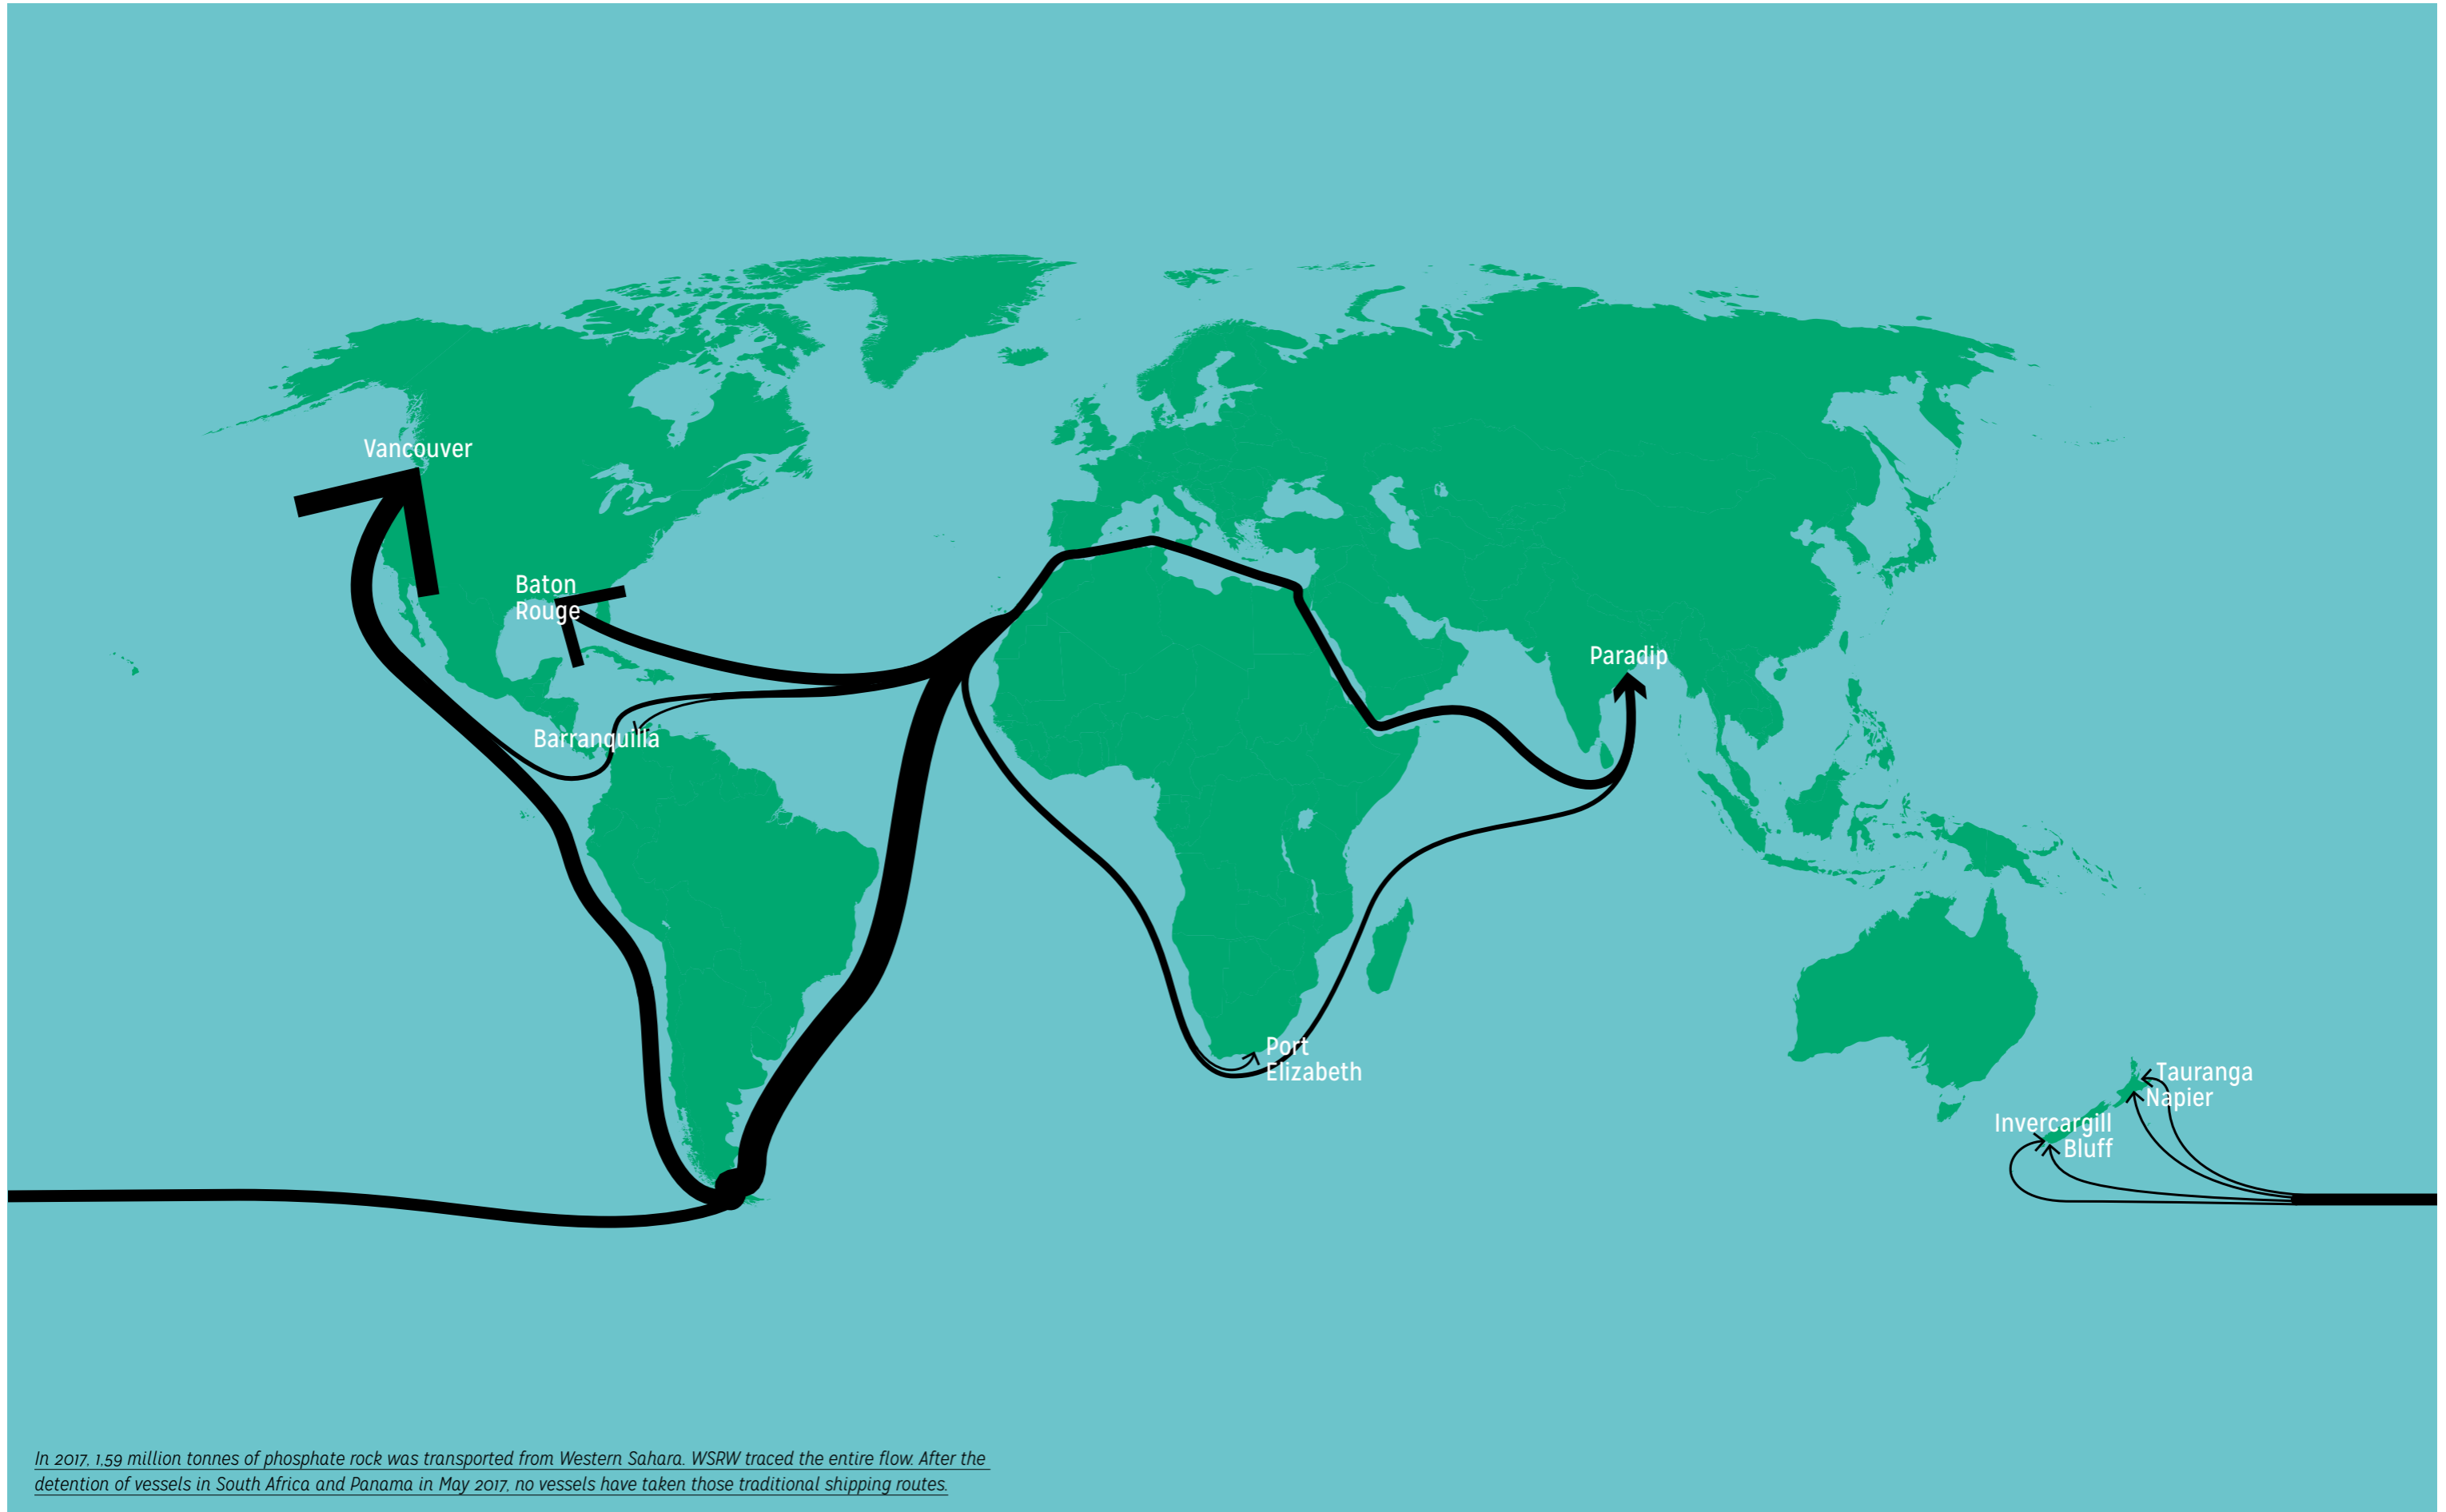 Vancouver
Baton
Rouge
Paradip
Barranquilla
Port
Elizabeth
Tauranga
Napier
Invercargill
Bluff
In 2017, 1,59 million tonnes of phosphate rock was transported from Western Sahara. WSRW traced the entire flow. After the
detention of vessels in South Africa and Panama in May 2017, no vessels have taken those traditional shipping routes.